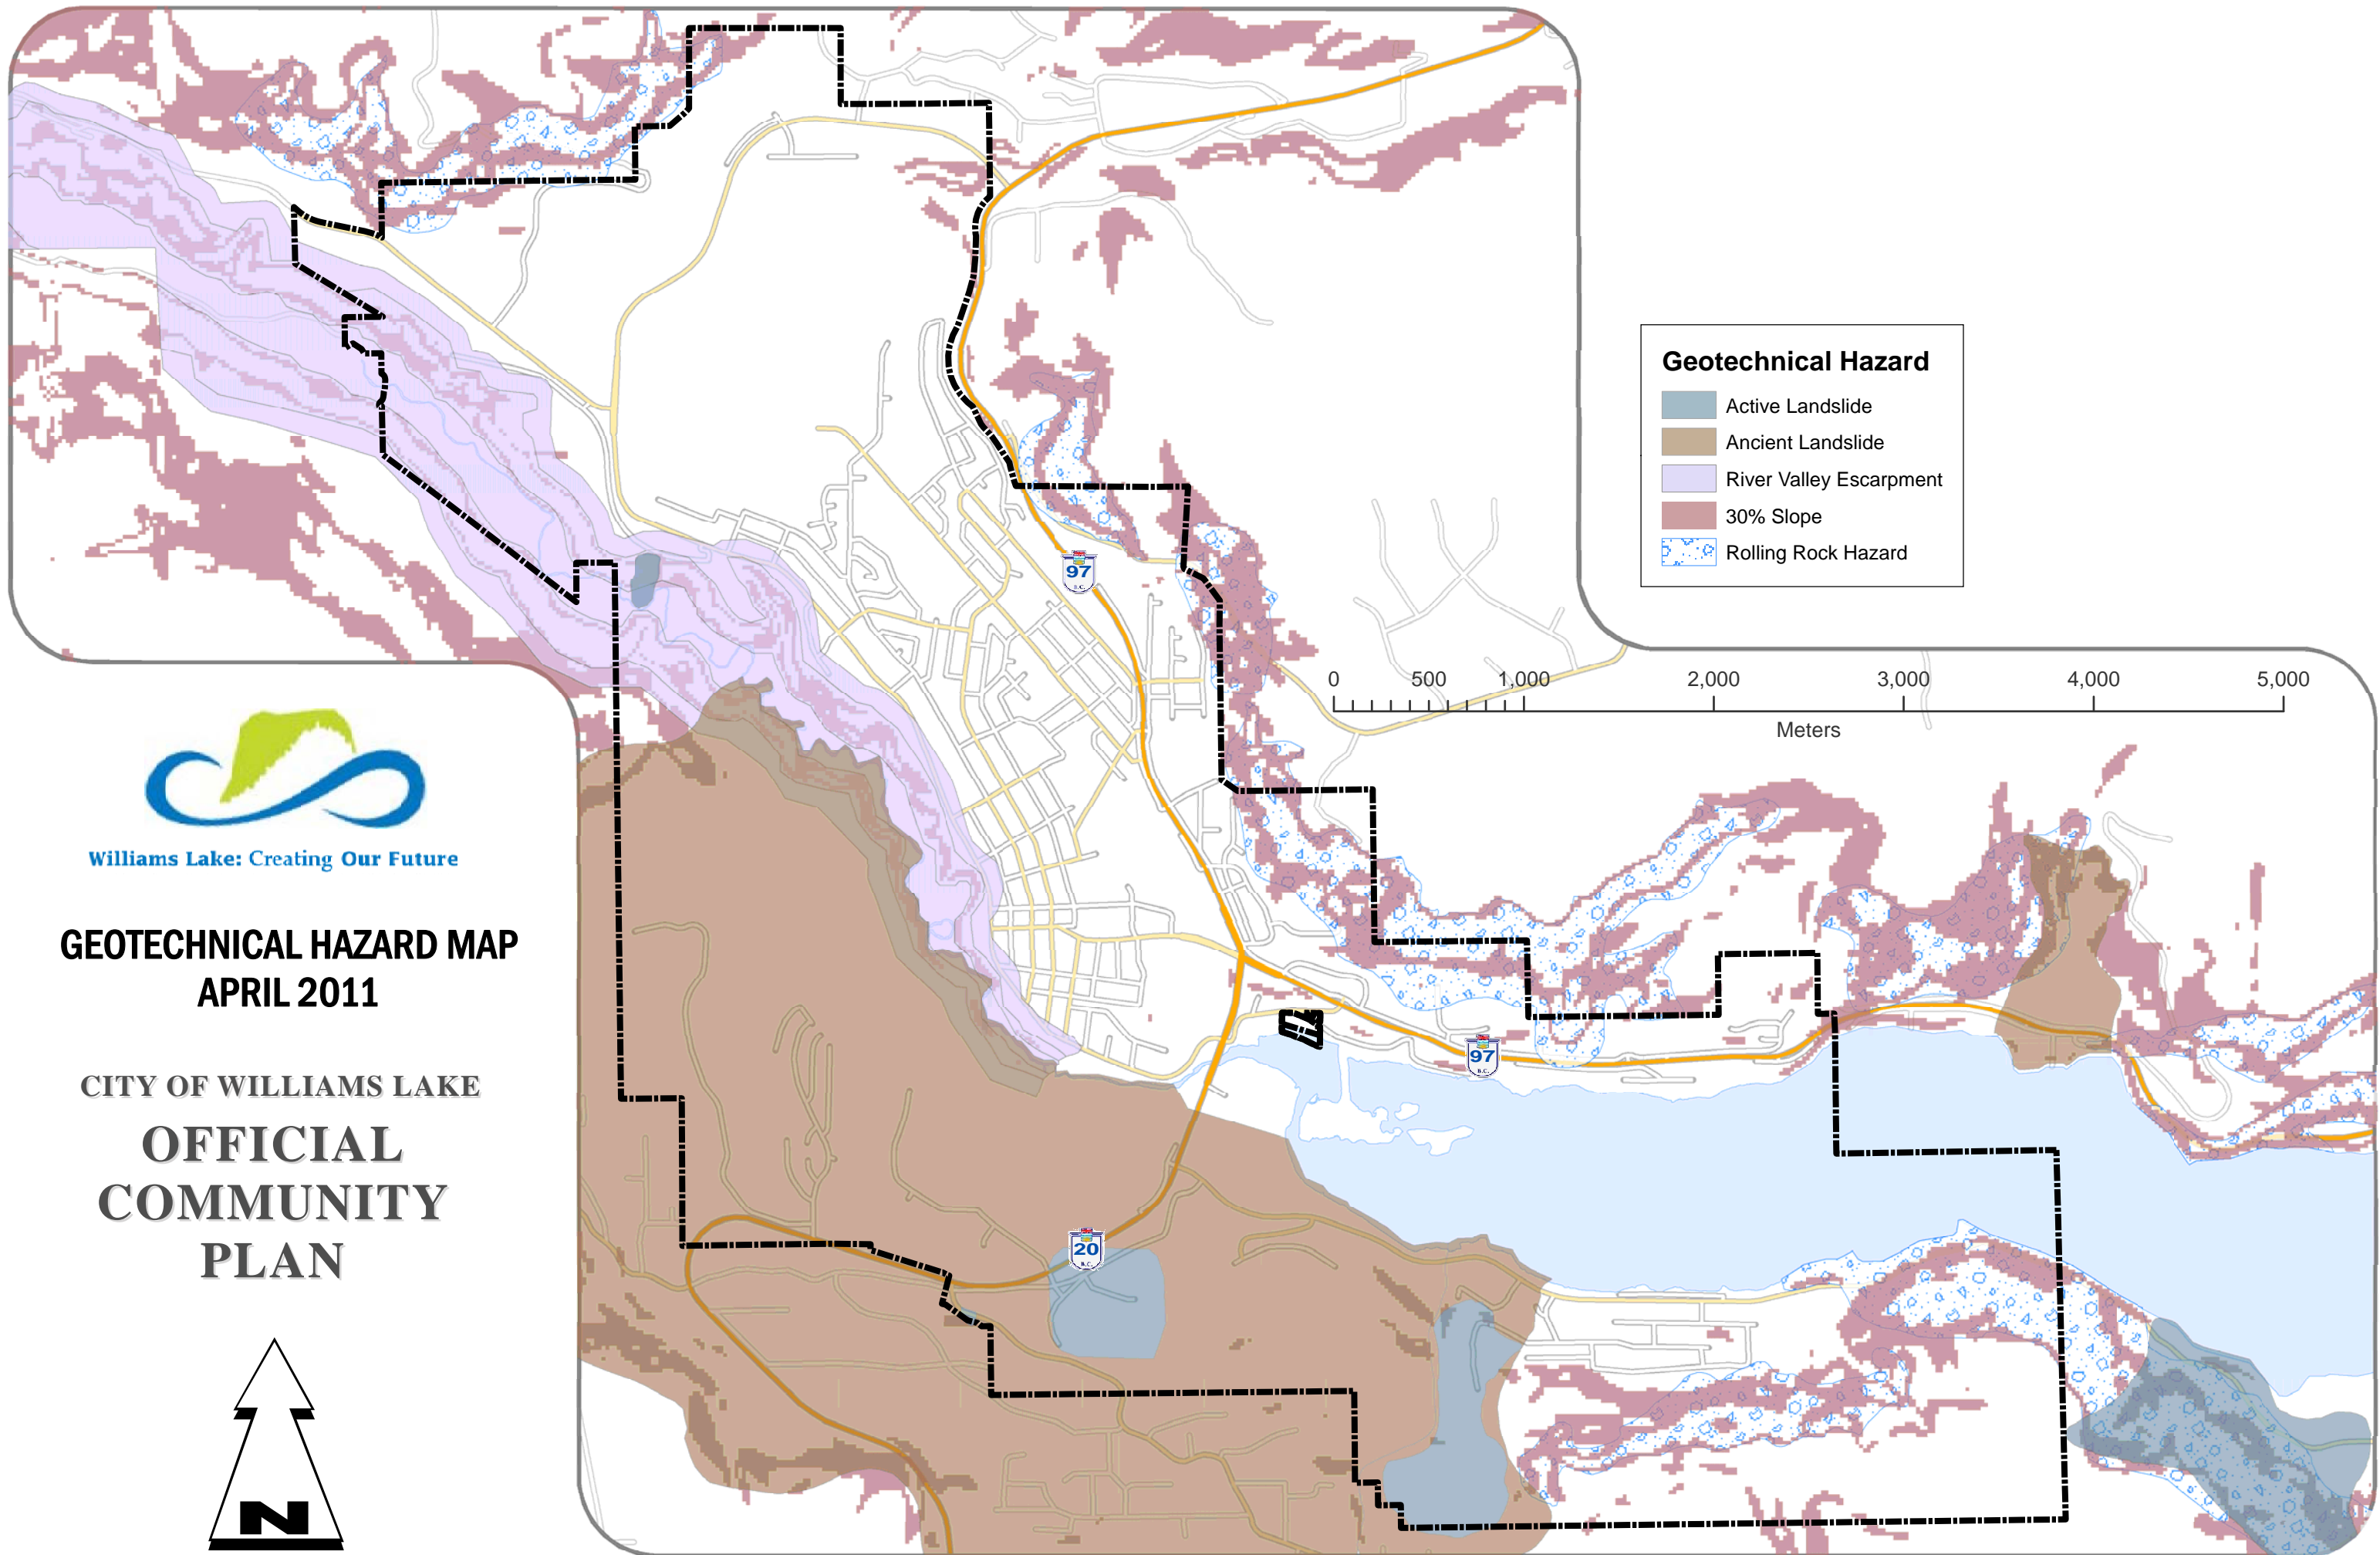 Geotechnical Hazard
Active Landslide
Ancient Landslide
River Valley Escarpment
30% Slope
Rolling Rock Hazard
97
B.C.
0 500 1,000 2,000 3,000 4,000 5,000
Meters
Williams Lake: Creating Our Future
GEOTECHNICAL HAZARD MAP
APRIL 2011
CITY OF WILLIAMS LAKE
OFFICIAL
COMMUNITY
PLAN
97
B.C.
20
B.C.
N